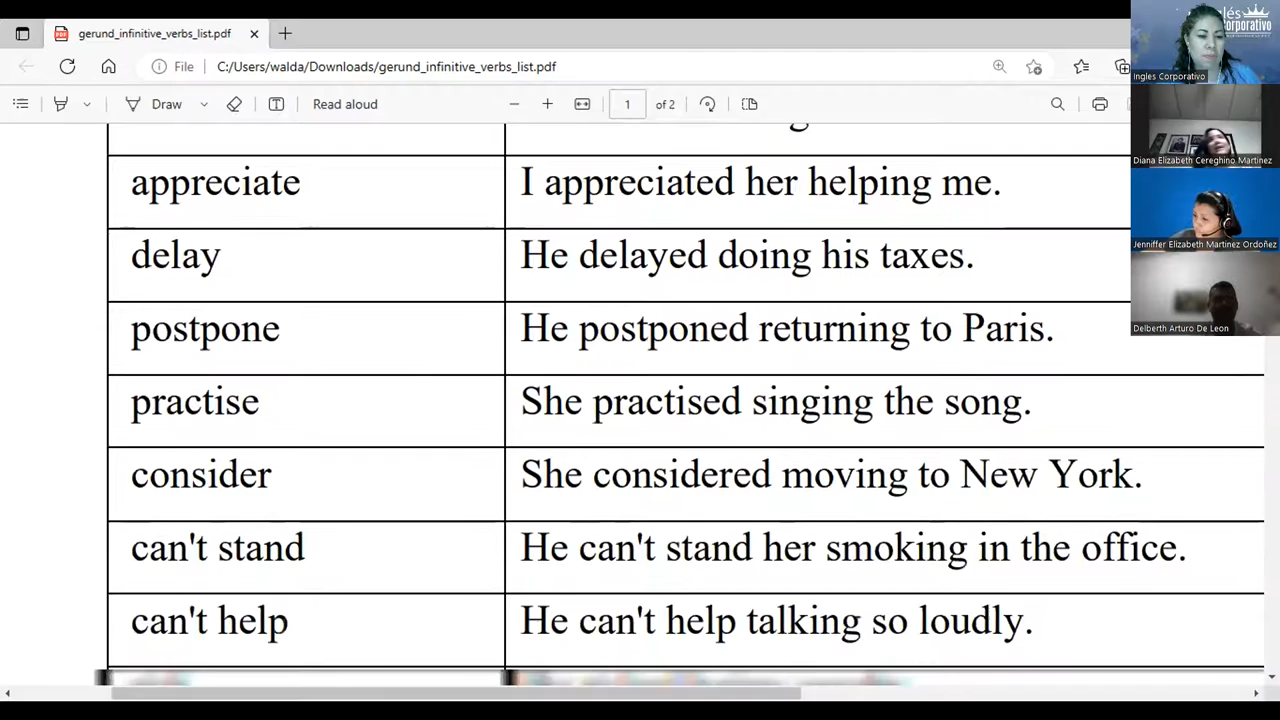 gerund_infinitive_verbs_list.pdf
File C:/Users/walda/Downloads/gerund_infinitive_verbs_list.pdf
Draw Read aloud 1 of 2
appreciate I appreciated her helping me.
delay He delayed doing his taxes.
postpone He postponed returning to Paris.
practise She practised singing the song.
consider She considered moving to New York.
can't stand He can't stand her smoking in the office.
can't help He can't help talking so loudly.
Corporativo
Ingles Corporativo
Diana Elizabeth Cereghino Martinez
Jenniffer Elizabeth Martinez Ordoñez
Delberth Arturo De Leon